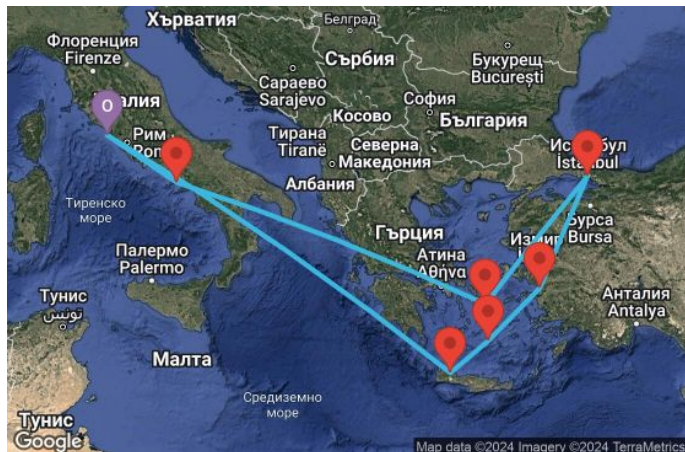 Хърватия
Белград
Флоренция
Firenze
Сараево
Sarajevo
Сърбия
Букурещ
București
О
Рим
Косово
София
България
Тирана
Tiranë
Северна
Македония
İstanbul
Албания
Тиренско
море
Гърция
Бурса
Bursa
Палермо
Palermo
Атина
Αθήνα
Анталия
Antalya
Тунис
تونس
Малта
Средиземно
море
Тунис
Google
Map data ©2024 Imagery ©2024 TerraMetrics